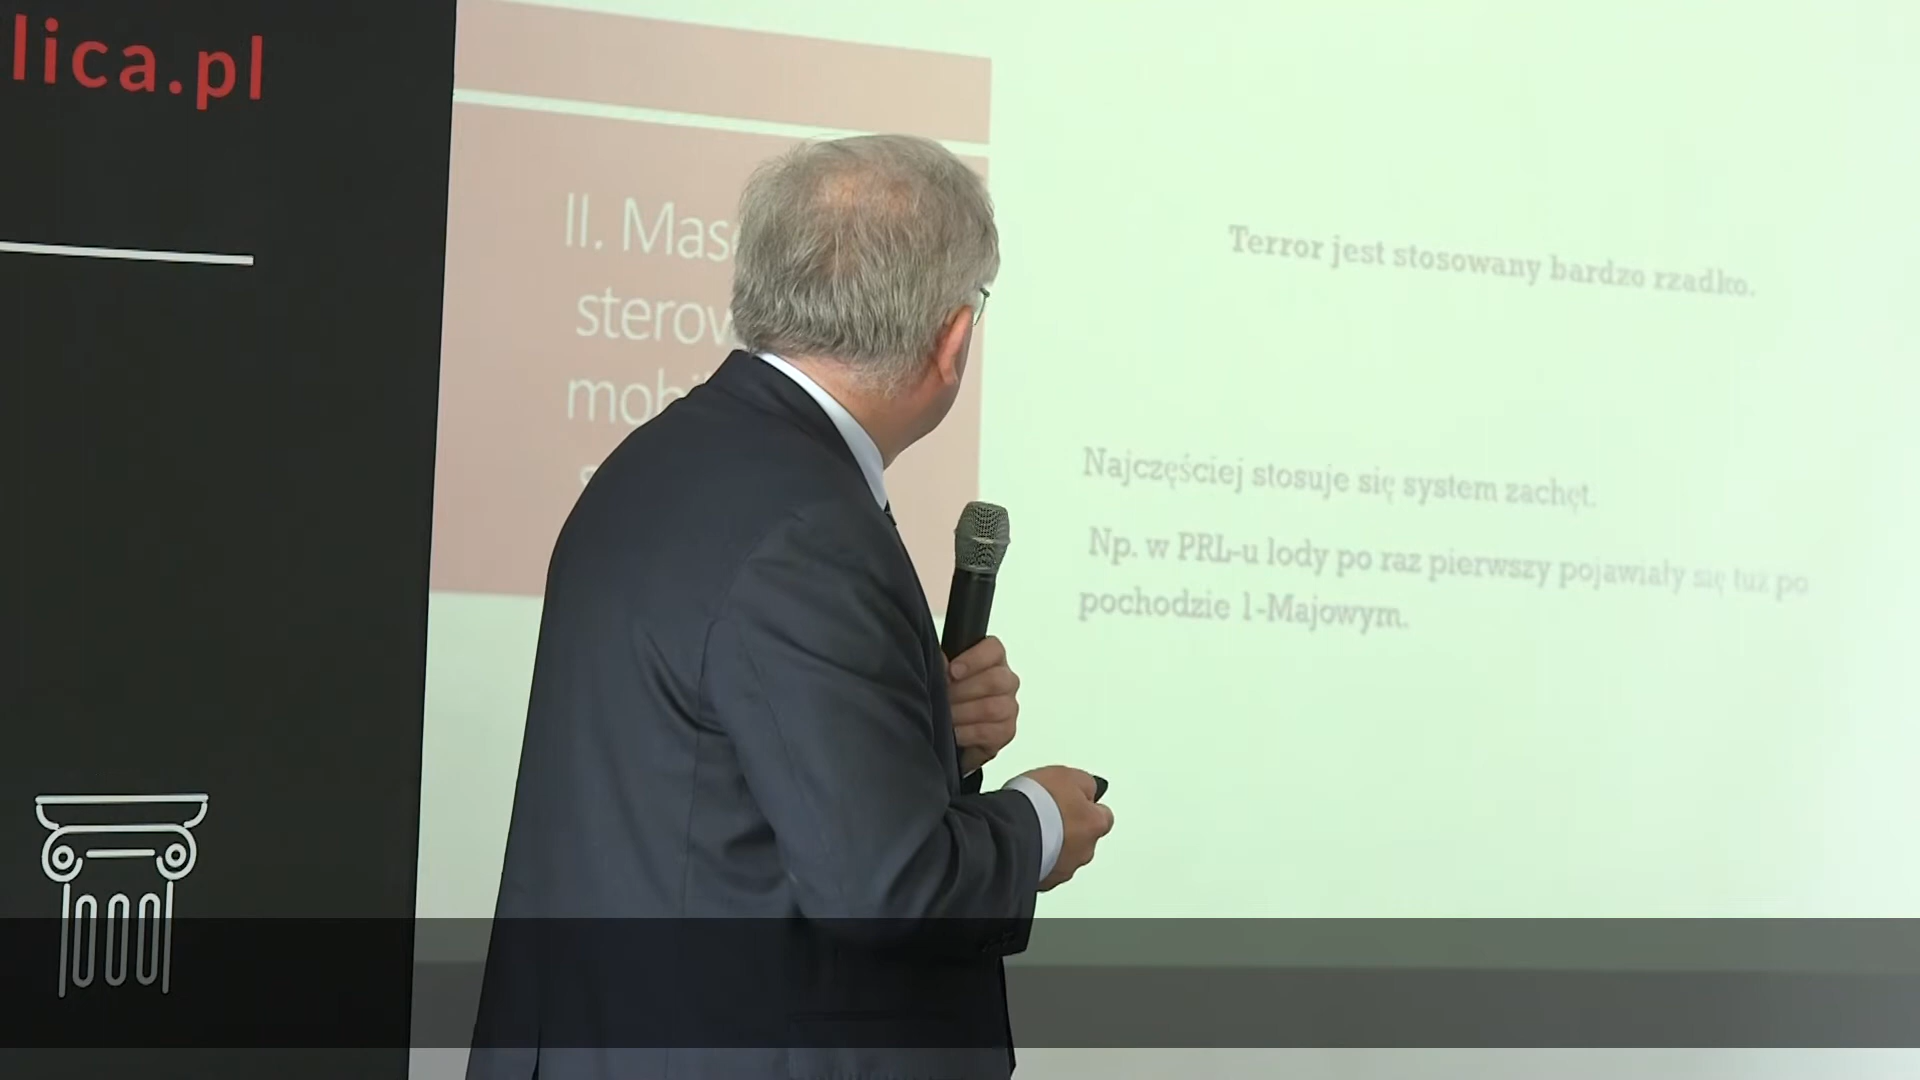 lica.pl
II. Mas
sterow
mobi
Terror jest stosowany bardzo rzadko.
Najczęściej stosuje się system zachęt.
Np. w PRL-u lody po raz pierwszy pojawiały się tuż po
pochodzie 1-Majowym.